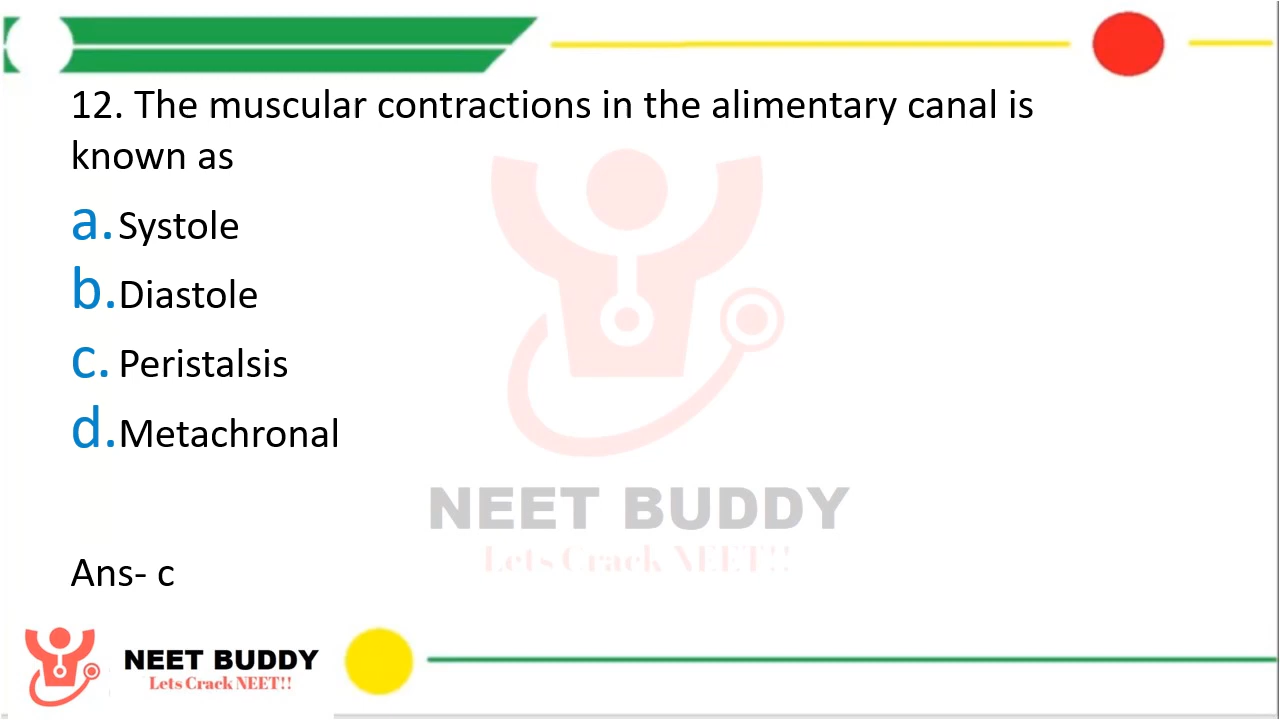 12. The muscular contractions in the alimentary canal is
known as
a. Systole
b. Diastole
c. Peristalsis
d. Metachronal
NEET BUDDY
Lets Crack NEET!!
Ans- c
NEET BUDDY
Lets Crack NEET!!